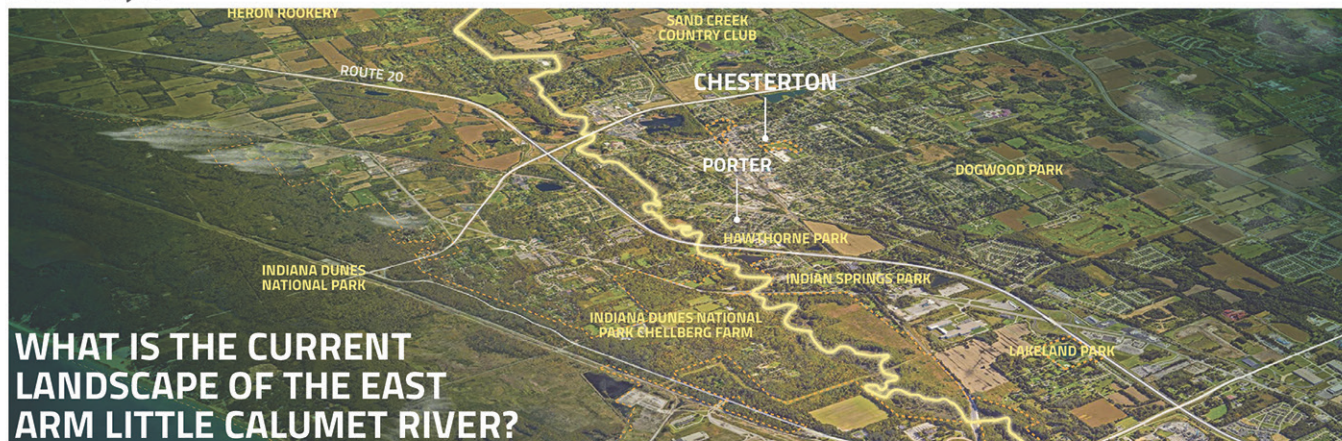 HERON ROOKERY
SAND CREEK
COUNTRY CLUB
ROUTE 20
CHESTERTON
PORTER
DOGWOOD PARK
HAWTHORNE PARK
INDIANA DUNES
NATIONAL PARK
INDIAN SPRINGS PARK
INDIANA DUNES NATIONAL
PARK CHELLBERG FARM
LAKELAND PARK
WHAT IS THE CURRENT
LANDSCAPE OF THE EAST
ARM LITTLE CALUMET RIVER?